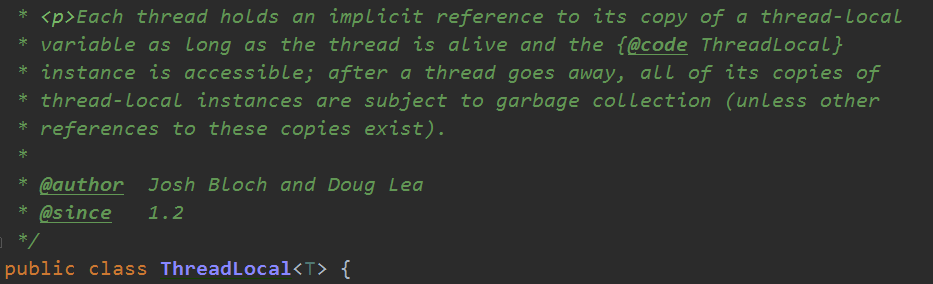 * <p>Each thread holds an implicit reference to its copy of a thread-local
* variable as long as the thread is alive and the {@code ThreadLocal}
* instance is accessible; after a thread goes away, all of its copies of
* thread-local instances are subject to garbage collection (unless other
* references to these copies exist).
*
* @author  Josh Bloch and Doug Lea
* @since   1.2
*/
public class ThreadLocal<T> {